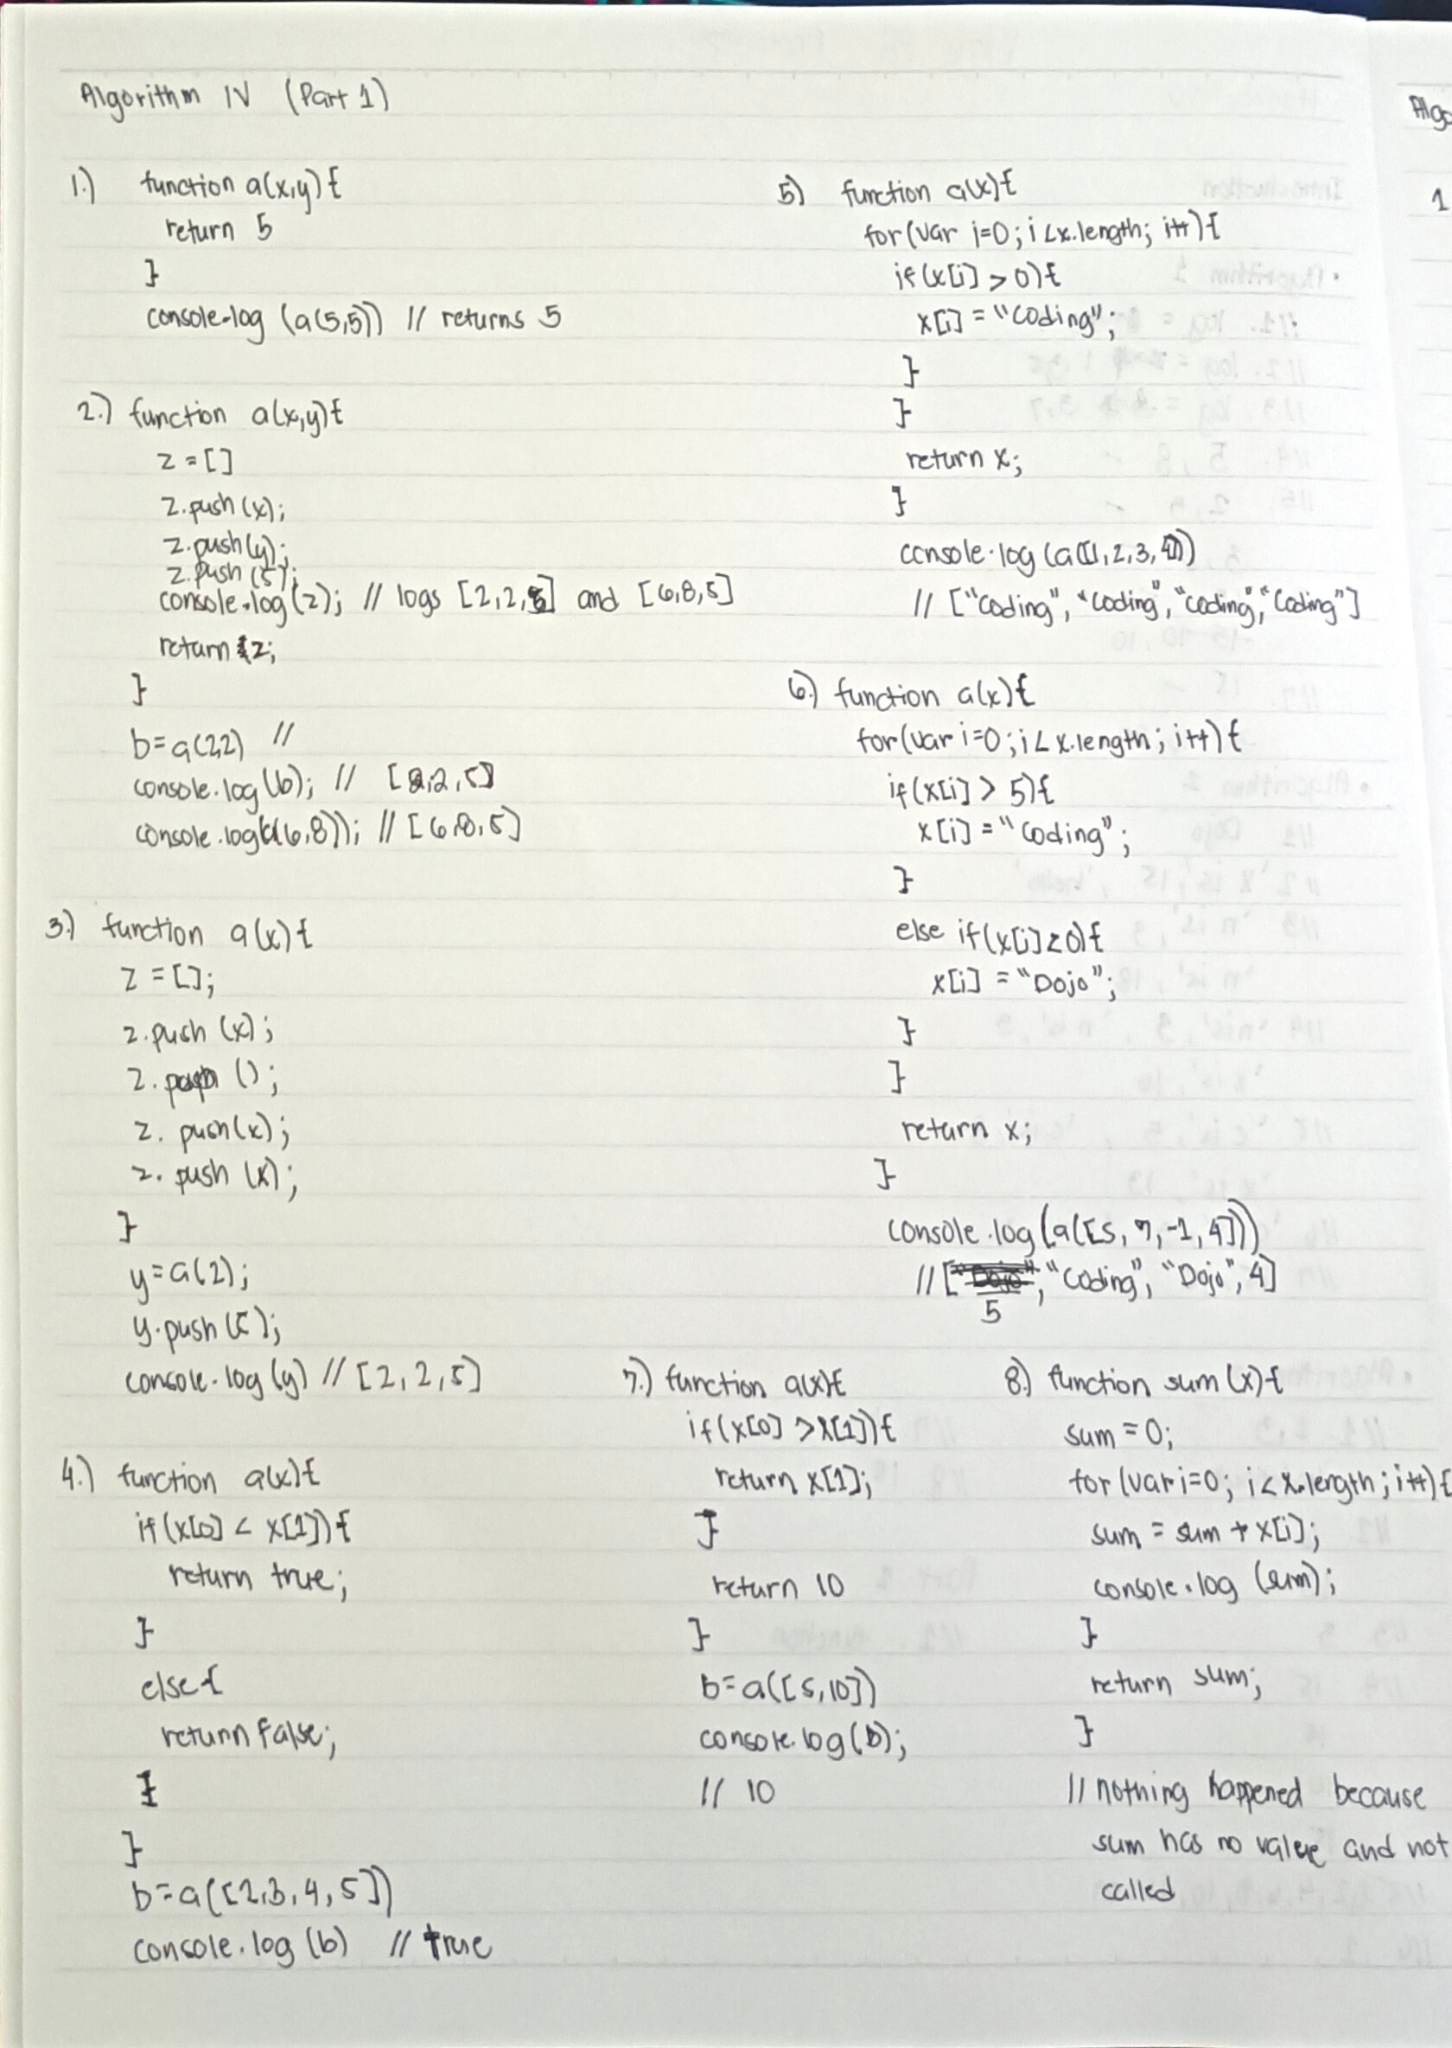 Algorithm IV (Part 1)
1.) function a(x,y){
return 5
}
console.log (a(5,5)) // returns 5
2.) function a(x,y){
z = []
z.push (x);
z.push(y);
z.push (5);
console.log(z); // logs [2,2,5] and [6,8,5]
return z;
}
b=a(2,2) //
console.log(b); // [2,2,5]
console.log(a(6,8)); // [6,8,5]
3.) function a(x){
z = [];
z.push (x);
z. pop ();
z. push(x);
z. push (x);
}
y=a(2);
y.push (5);
console.log (y) // [2, 2, 5]
4.) function a(x){
if (x[0] < x[1]){
return true;
}
else{
return false;
}
}
b=a([2,3,4,5])
console.log (b) // true
5) function a(x){
for(var i=0; i<x.length; i++){
if (x[i] > 0){
x[i] = "Coding";
}
}
return x;
}
console.log (a([1,2,3,4]))
// ["Coding", "Coding", "Coding", "Coding"]
6.) function a(x){
for(var i=0; i< x.length; i++){
if(x[i] > 5){
x[i] = "Coding";
}
else if(x[i]<0){
x[i] = "Dojo";
}
}
return x;
}
console.log (a([5, 7, -1, 4]))
// [5, "Coding", "Dojo", 4]
7.) function a(x){
if(x[0] >x[1]){
return x[1];
}
return 10
}
b=a([5,10])
console.log(b);
// 10
8.) function sum (x){
sum = 0;
for (var i=0; i<x.length; i++){
sum = sum + x[i];
console.log (sum);
}
return sum;
}
// nothing happened because
sum has no value and not
called
1